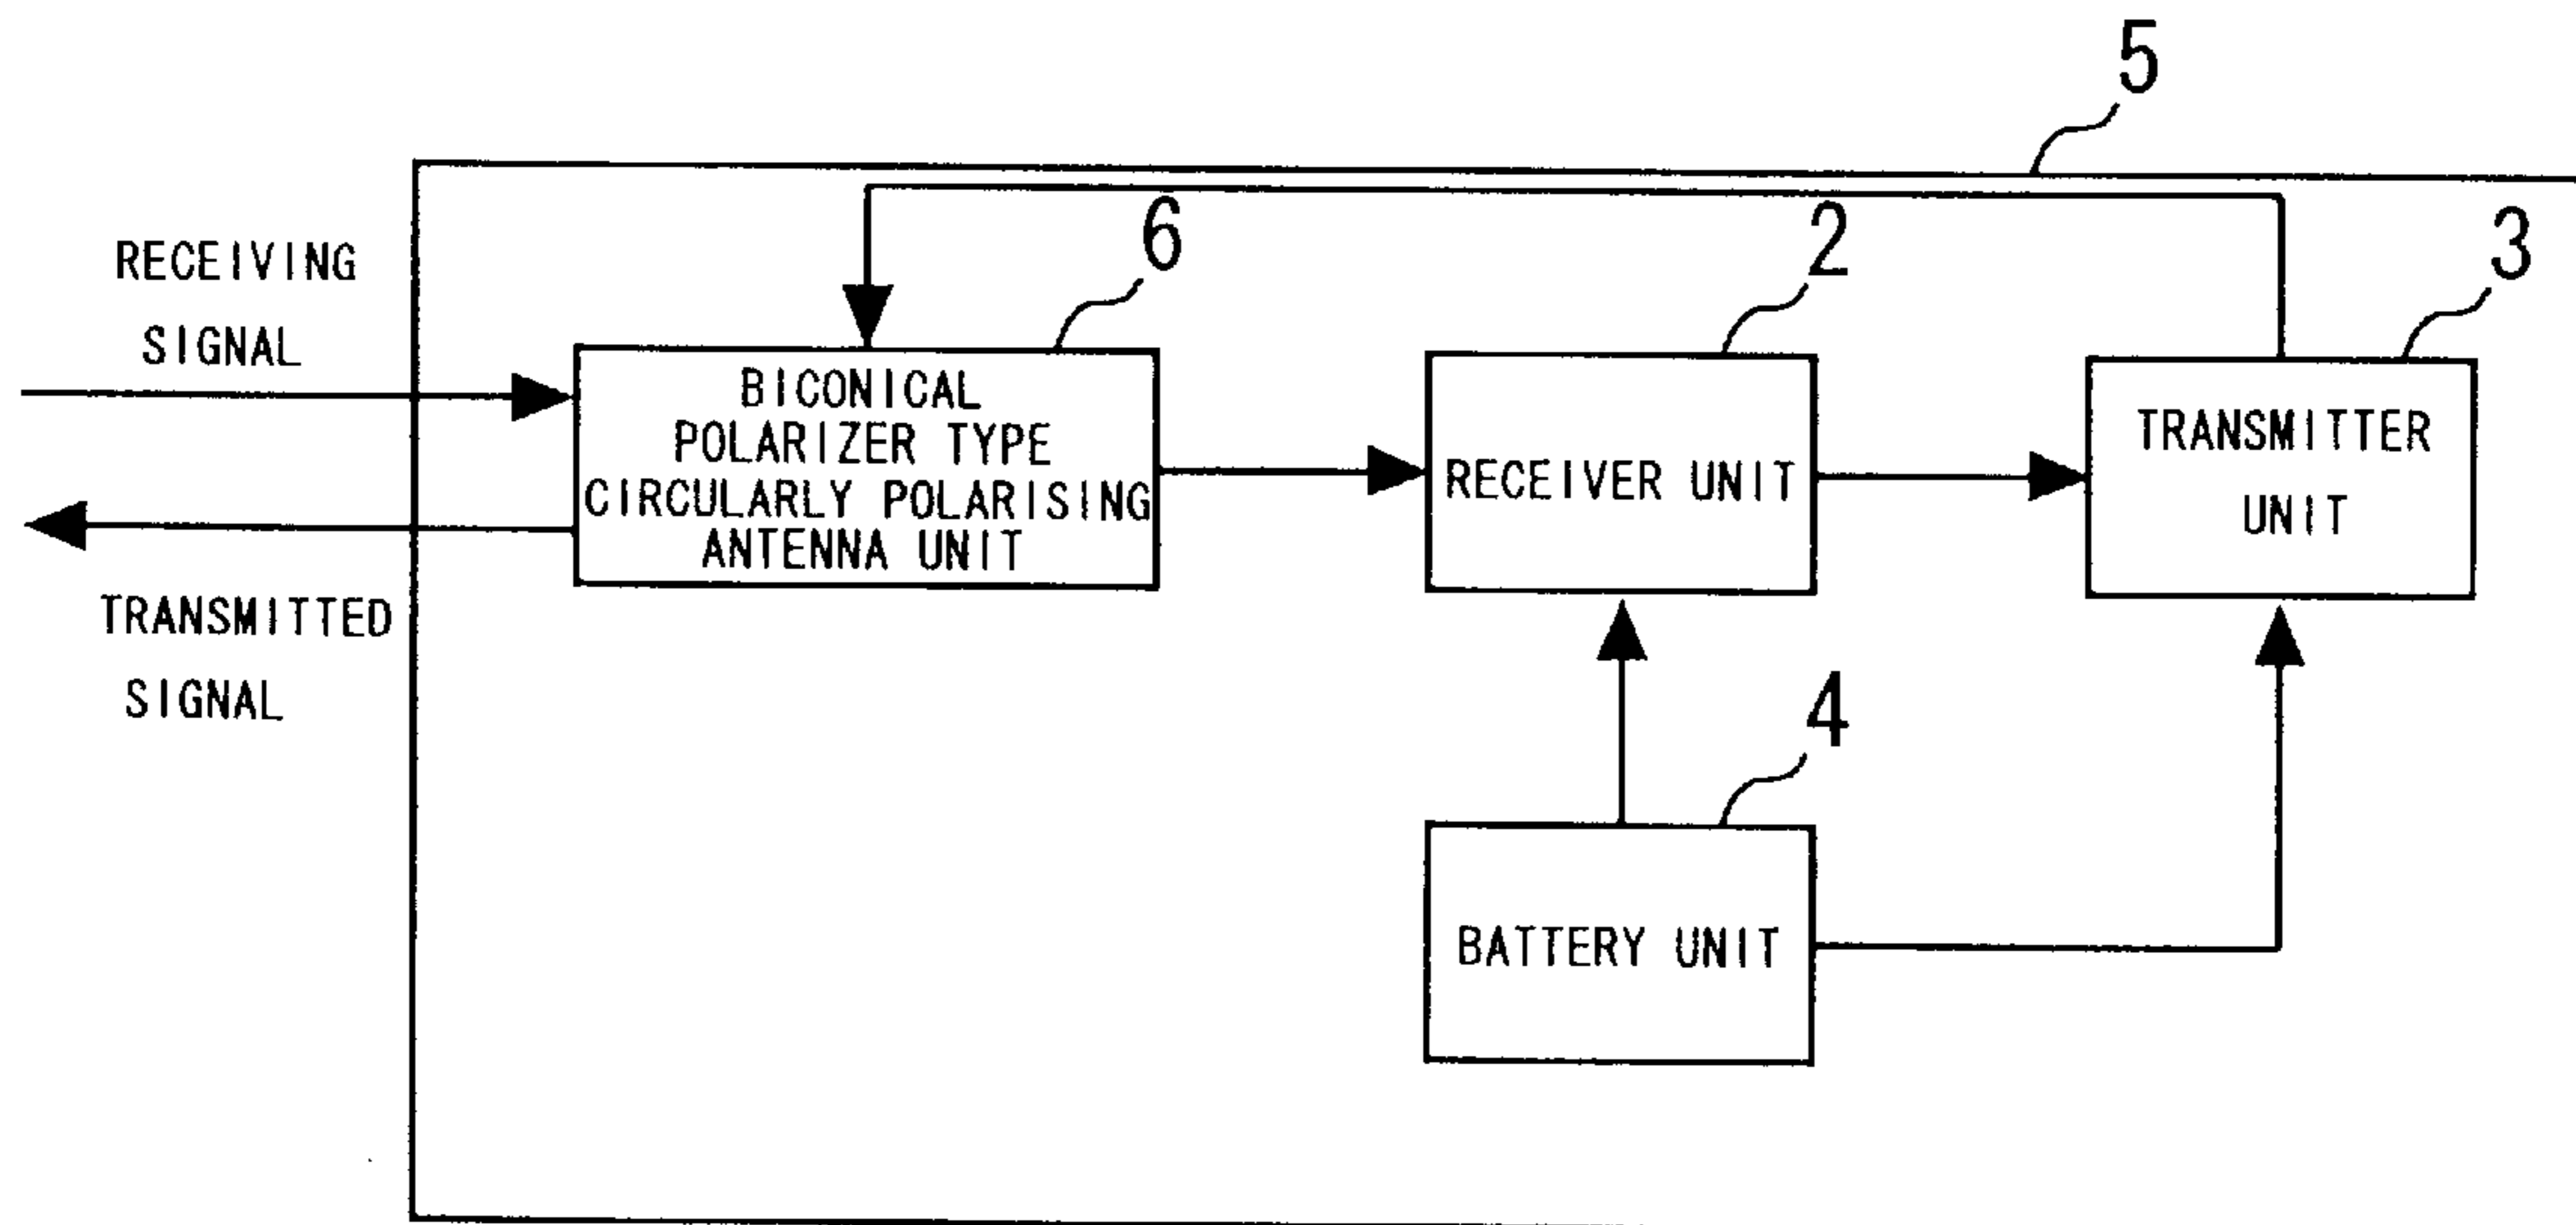 5
6
2
3
RECEIVING
SIGNAL
BICONICAL
POLARIZER TYPE
CIRCULARLY POLARISING
ANTENNA UNIT
RECEIVER UNIT
TRANSMITTER
UNIT
TRANSMITTED
SIGNAL
4
BATTERY UNIT